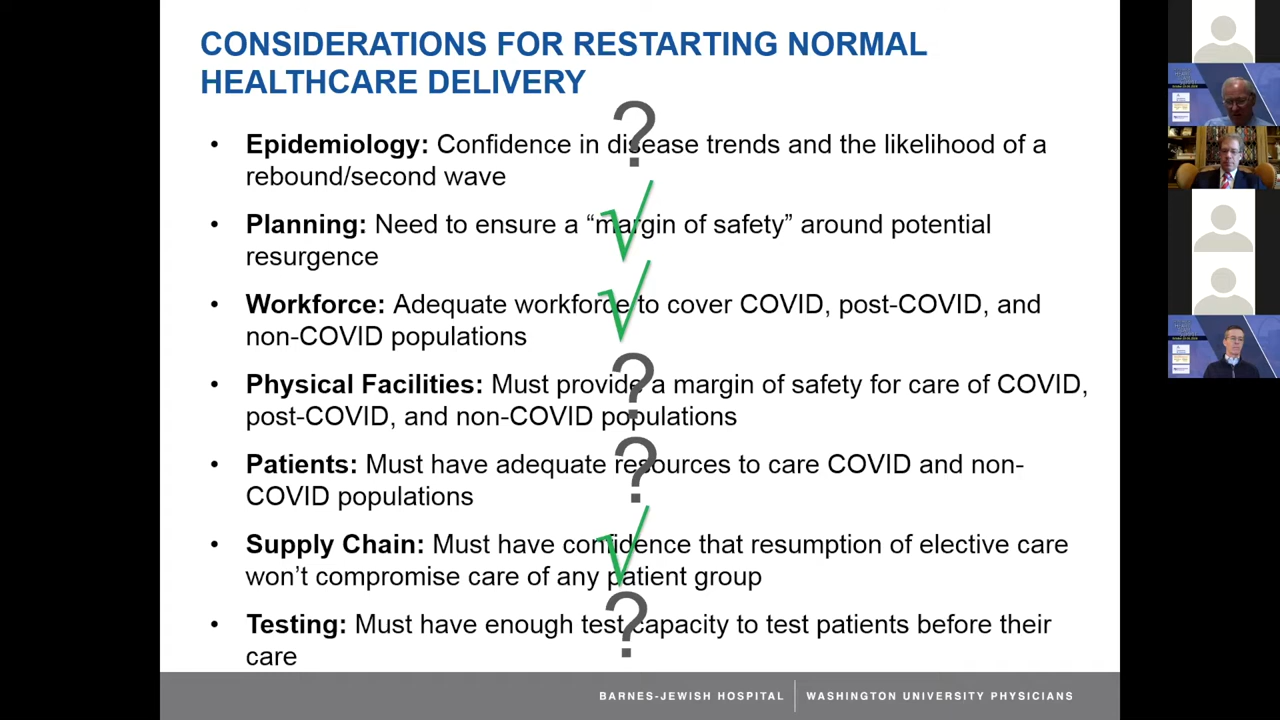 CONSIDERATIONS FOR RESTARTING NORMAL
HEALTHCARE DELIVERY
• Epidemiology: Confidence in disease trends and the likelihood of a
rebound/second wave
• Planning: Need to ensure a “margin of safety” around potential
resurgence
• Workforce: Adequate workforce to cover COVID, post-COVID, and
non-COVID populations
• Physical Facilities: Must provide a margin of safety for care of COVID,
post-COVID, and non-COVID populations
• Patients: Must have adequate resources to care COVID and non-
COVID populations
• Supply Chain: Must have confidence that resumption of elective care
won’t compromise care of any patient group
• Testing: Must have enough test capacity to test patients before their
care
?
√
√
?
?
√
?
BARNES-JEWISH HOSPITAL | WASHINGTON UNIVERSITY PHYSICIANS